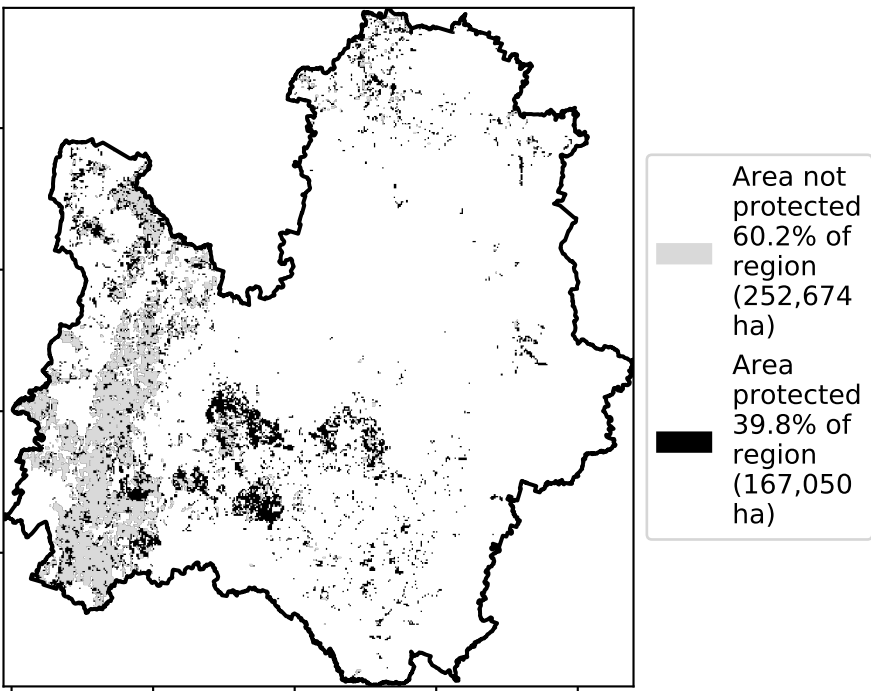 Area not
protected
60.2% of
region
(252,674
ha)
Area
protected
39.8% of
region
(167,050
ha)